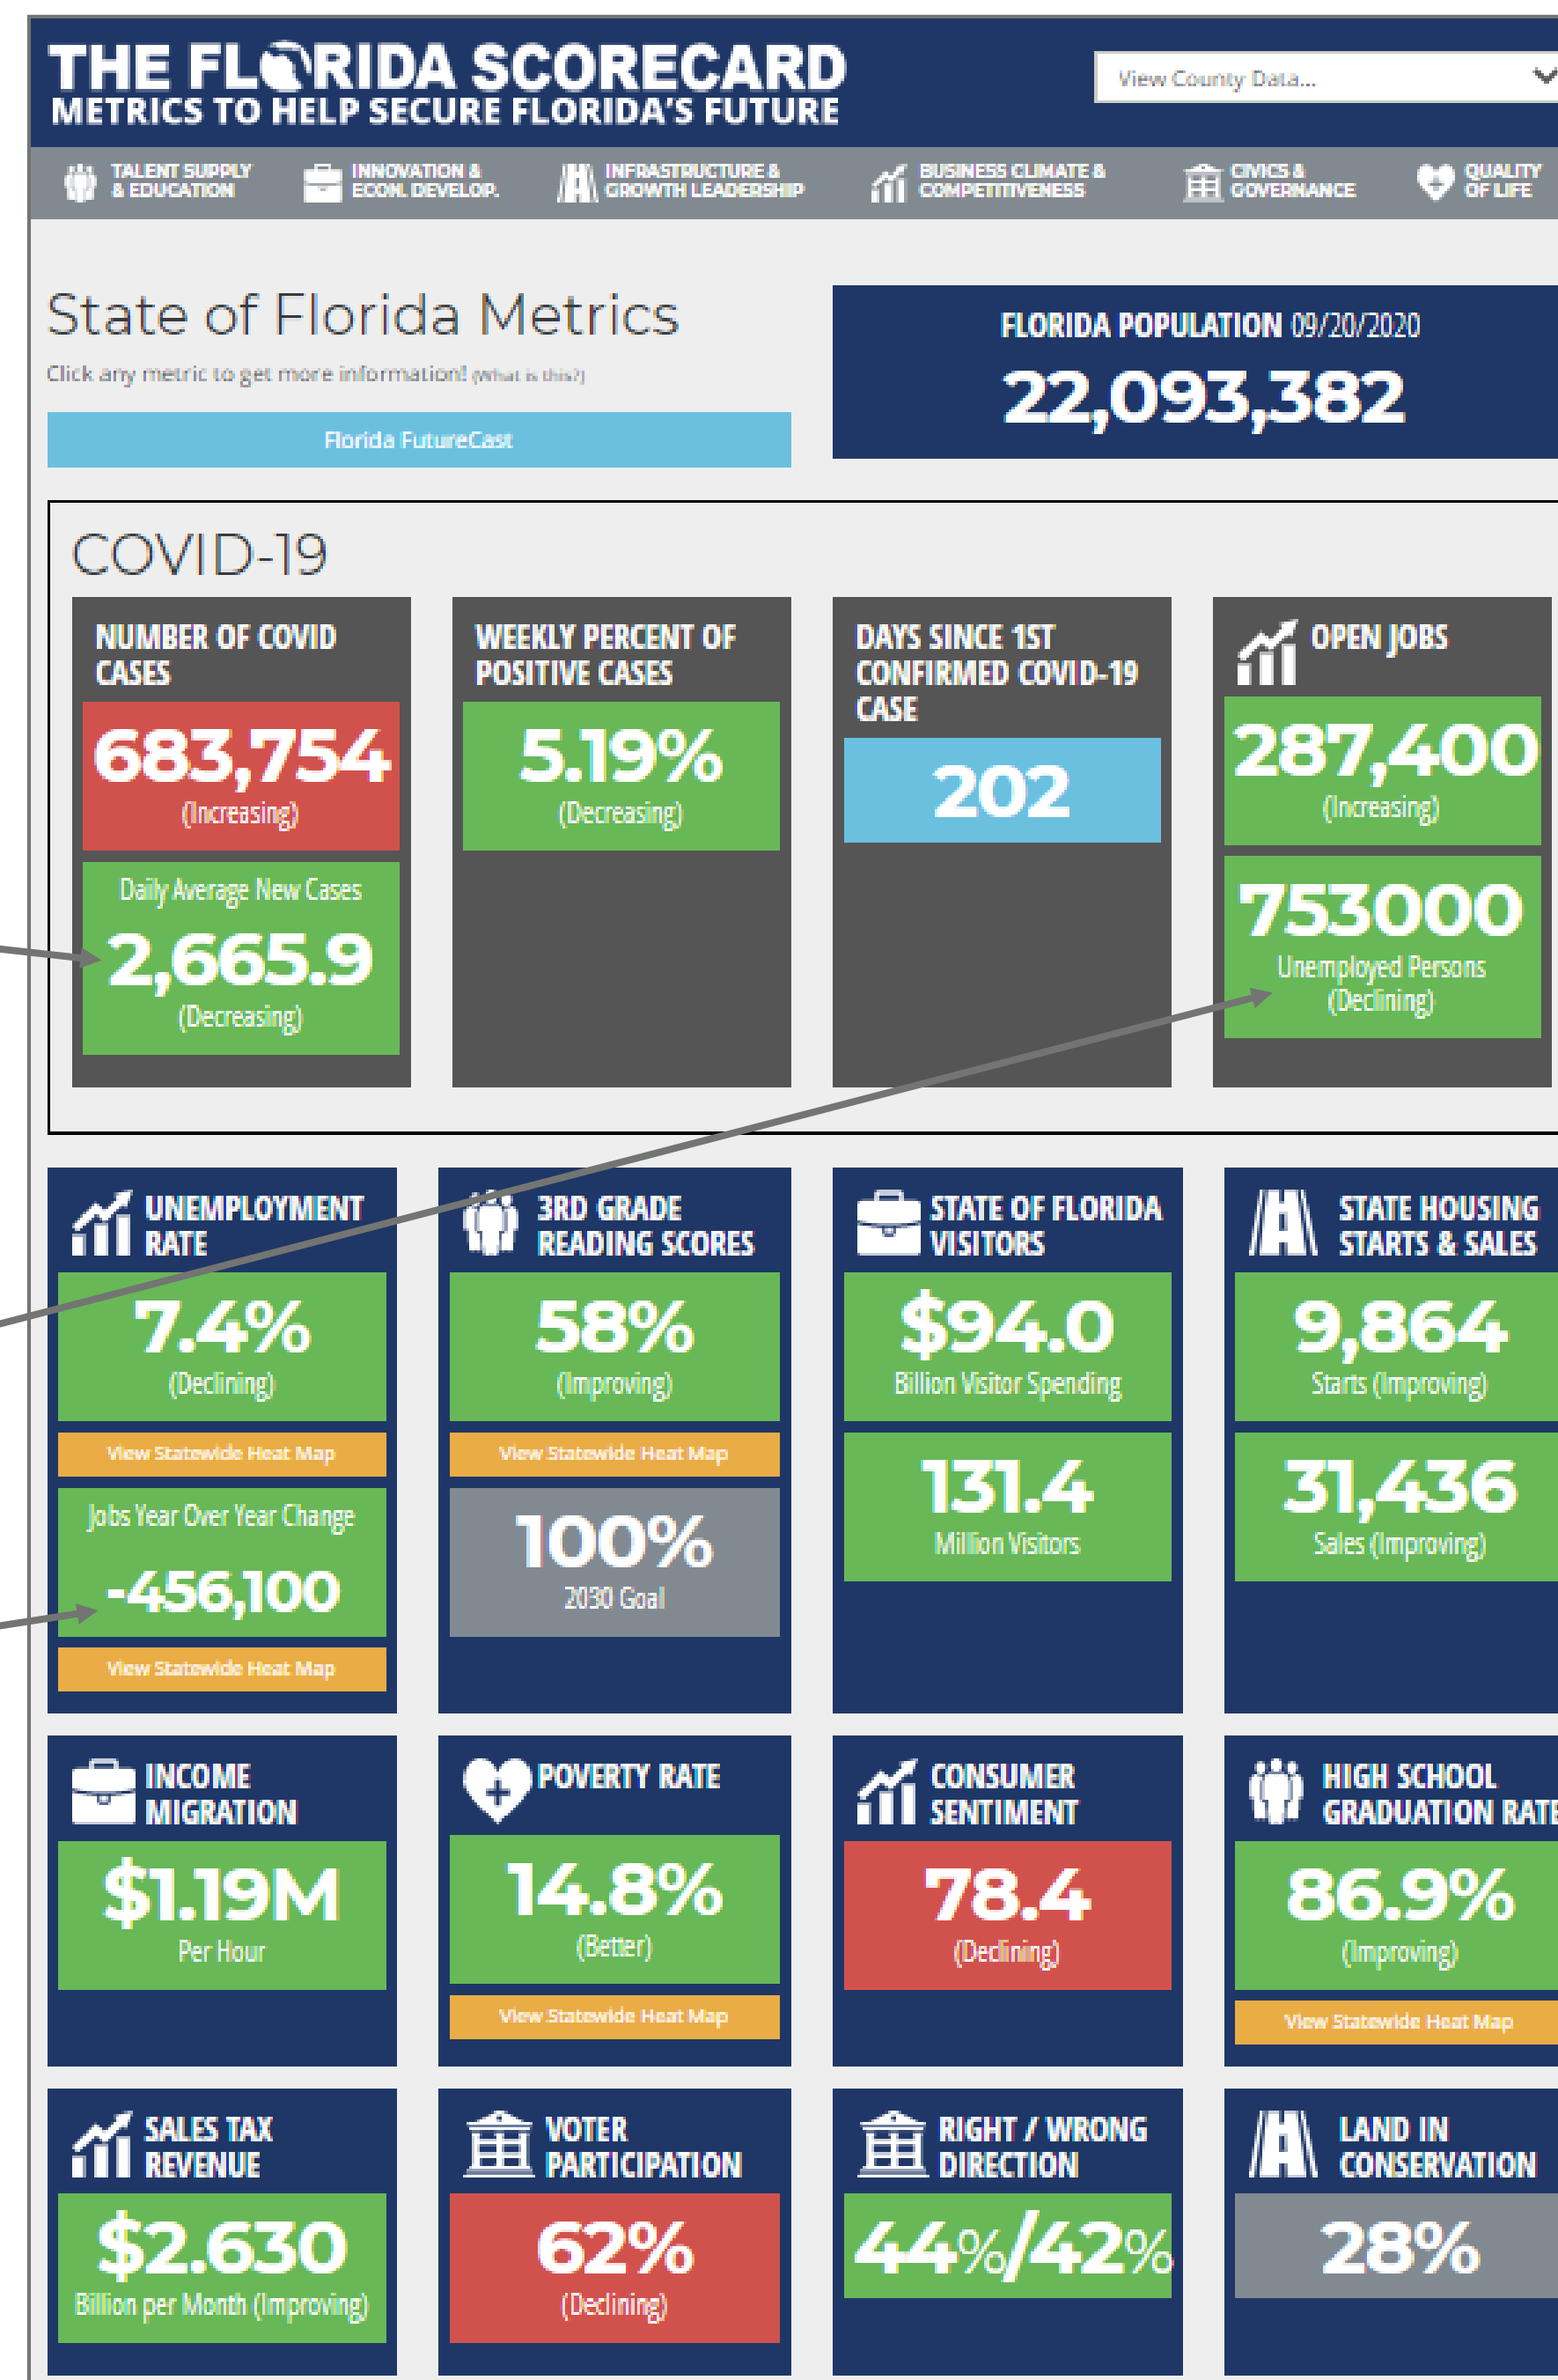 THE FLORIDA SCORECARD
METRICS TO HELP SECURE FLORIDA'S FUTURE
View County Data...
TALENT SUPPLY
& EDUCATION
INNOVATION &
ECON. DEVELOP.
INFRASTRUCTURE &
GROWTH LEADERSHIP
BUSINESS CLIMATE &
COMPETITIVENESS
CIVICS &
GOVERNANCE
QUALITY
OF LIFE
State of Florida Metrics
Click any metric to get more information! (What is this?)
Florida FutureCast
FLORIDA POPULATION 09/20/2020
22,093,382
COVID-19
NUMBER OF COVID
CASES
683,754
(Increasing)
Daily Average New Cases
2,665.9
(Decreasing)
WEEKLY PERCENT OF
POSITIVE CASES
5.19%
(Decreasing)
DAYS SINCE 1ST
CONFIRMED COVID-19
CASE
202
OPEN JOBS
287,400
(Increasing)
753000
Unemployed Persons
(Declining)
UNEMPLOYMENT
RATE
7.4%
(Declining)
View Statewide Heat Map
Jobs Year Over Year Change
-456,100
View Statewide Heat Map
3RD GRADE
READING SCORES
58%
(Improving)
View Statewide Heat Map
100%
2030 Goal
STATE OF FLORIDA
VISITORS
$94.0
Billion Visitor Spending
131.4
Million Visitors
STATE HOUSING
STARTS & SALES
9,864
Starts (Improving)
31,436
Sales (Improving)
INCOME
MIGRATION
$1.19M
Per Hour
POVERTY RATE
14.8%
(Better)
View Statewide Heat Map
CONSUMER
SENTIMENT
78.4
(Declining)
HIGH SCHOOL
GRADUATION RATE
86.9%
(Improving)
View Statewide Heat Map
SALES TAX
REVENUE
$2.630
Billion per Month (Improving)
VOTER
PARTICIPATION
62%
(Declining)
RIGHT / WRONG
DIRECTION
44%/42%
LAND IN
CONSERVATION
28%